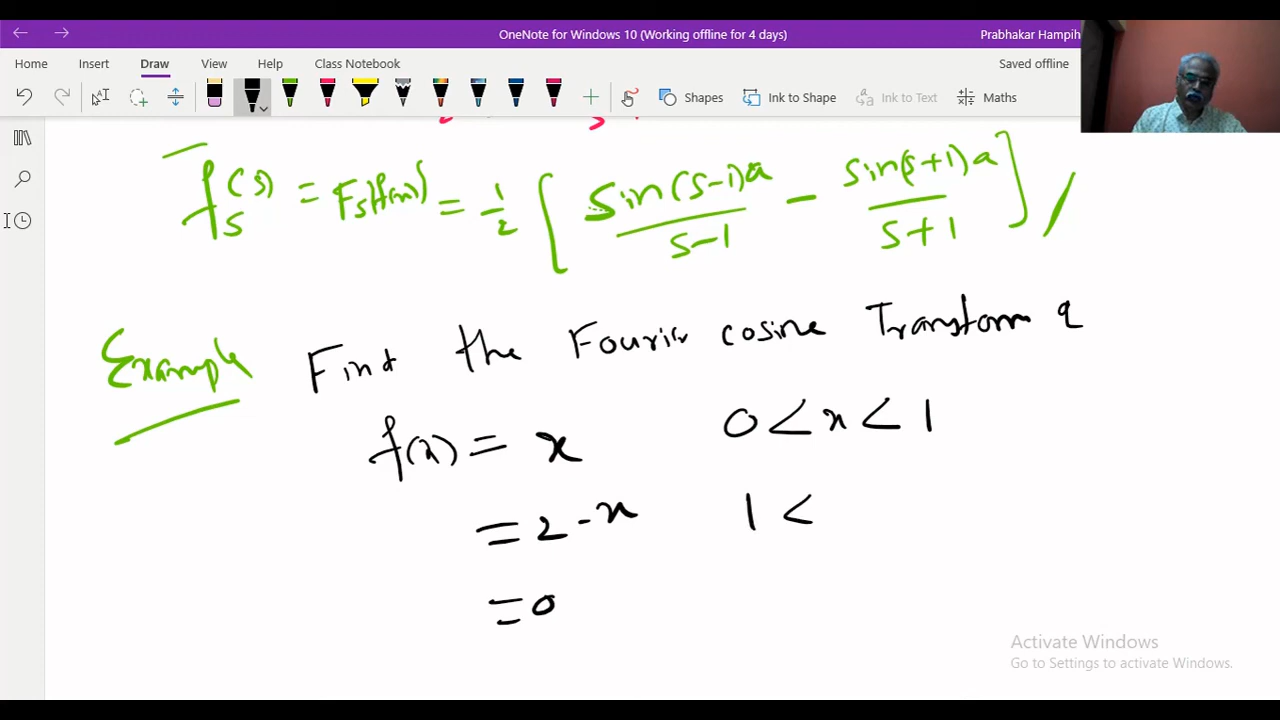 OneNote for Windows 10 (Working offline for 4 days) Prabhakar Hampih
Home Insert Draw View Help Class Notebook Saved offline
Shapes Ink to Shape Ink to Text Maths
f̅_s(s) = F_s{f(x)} = 1/2 [ sin(s-1)a / s-1 - sin(s+1)a / s+1 ] /
Example Find the Fourier cosine Transform of
f(x) = x 0 < x < 1
= 2 - x 1 <
= 0
Activate Windows
Go to Settings to activate Windows.